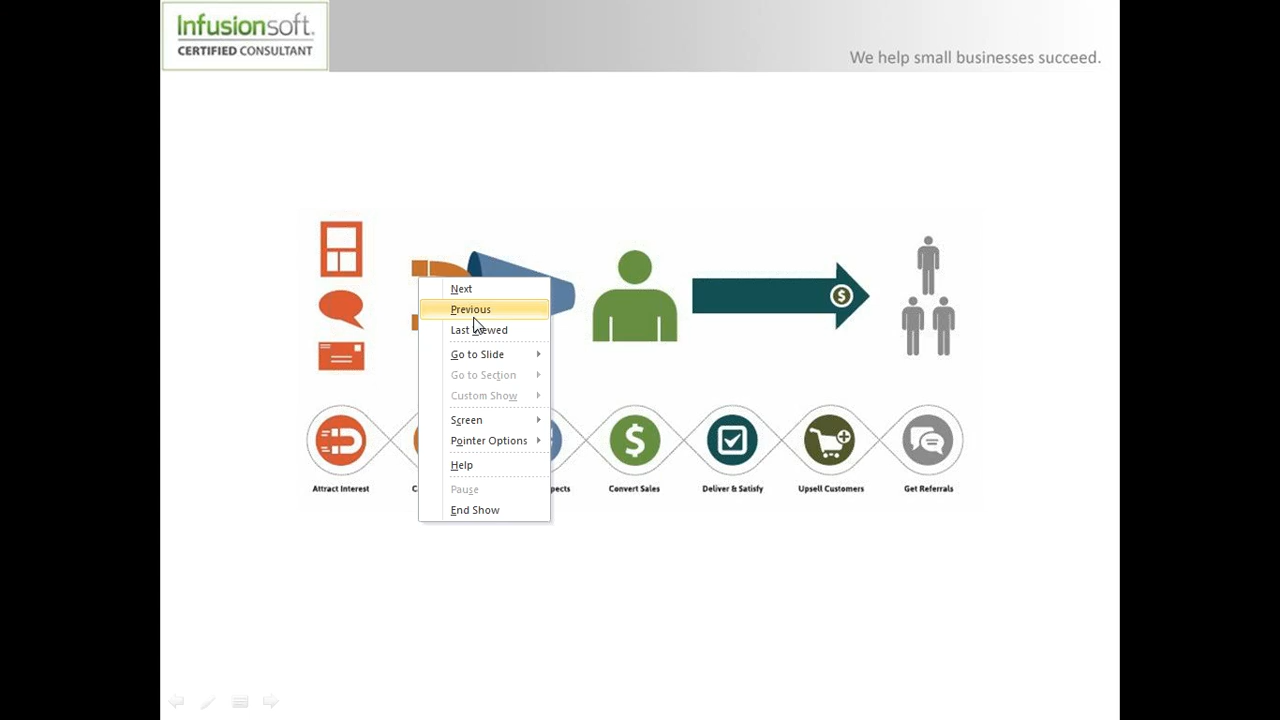 Infusionsoft.
CERTIFIED CONSULTANT
We help small businesses succeed.
Next
Previous
Last Viewed
Go to Slide
Go to Section
Custom Show
Screen
Pointer Options
Help
Pause
End Show
$
$
Attract Interest
Convert Sales
Deliver & Satisfy
Upsell Customers
Get Referrals